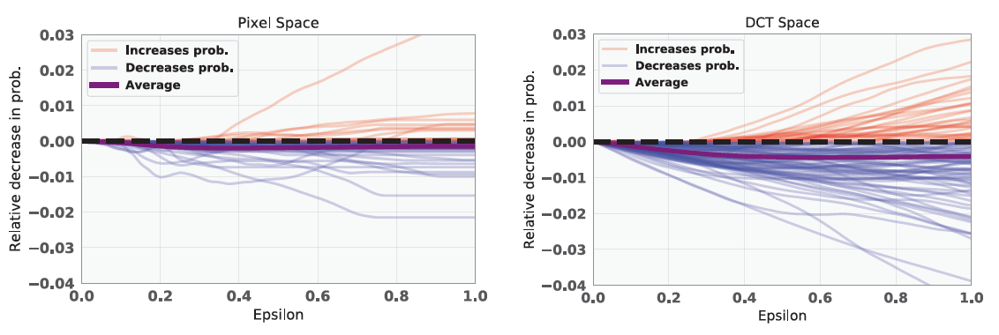 Pixel Space
Relative decrease in prob.
0.03
0.02
0.01
0.00
−0.01
−0.02
−0.03
−0.04
Increases prob.
Decreases prob.
Average
0.0 0.2 0.4 0.6 0.8 1.0
Epsilon
DCT Space
Relative decrease in prob.
0.03
0.02
0.01
0.00
−0.01
−0.02
−0.03
−0.04
Increases prob.
Decreases prob.
Average
0.0 0.2 0.4 0.6 0.8 1.0
Epsilon